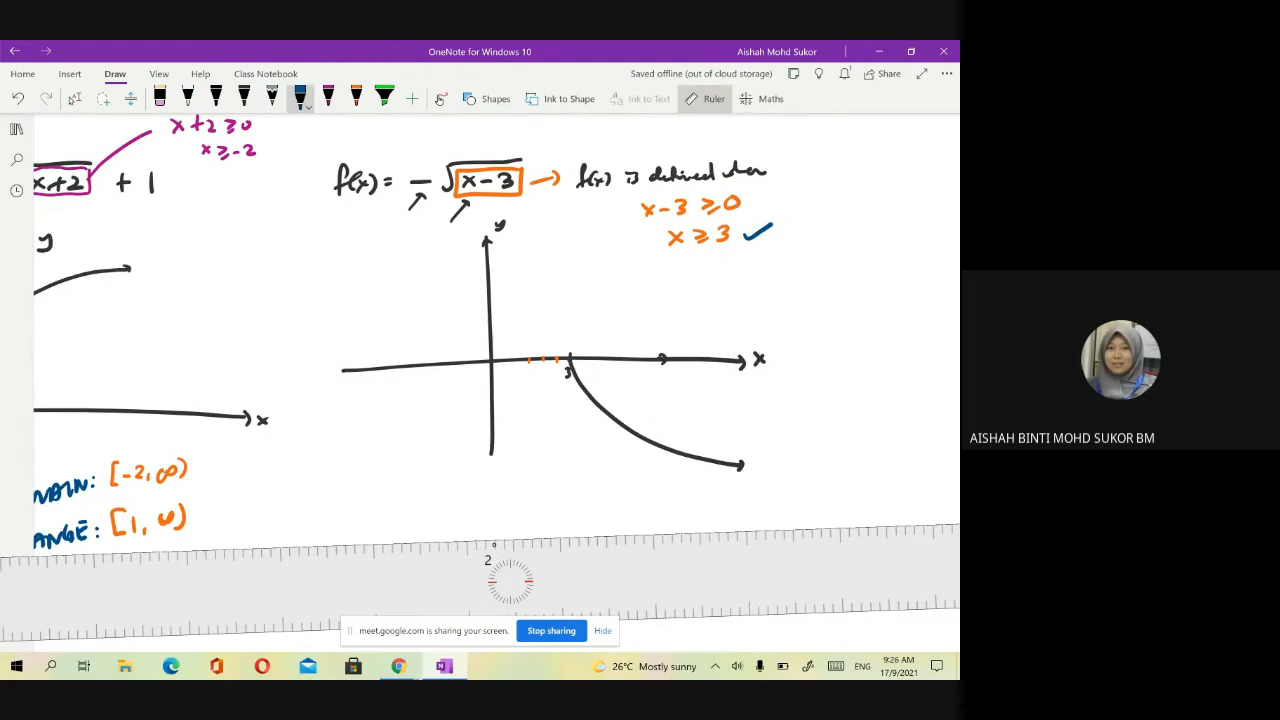 OneNote for Windows 10
Aishah Mohd Sukor
Home Insert Draw View Help Class Notebook
Saved offline (out of cloud storage) Share
Shapes Ink to Shape Ink to Text Ruler Maths
x+2 ≥ 0
x ≥ -2
x+2 + 1
f(x) = - √x-3 → f(x) is defined when
x-3 ≥ 0
x ≥ 3 ✓
y
y
x
3
x
MAIN: [-2, ∞)
ANGE: [1, ∞)
2°
AISHAH BINTI MOHD SUKOR BM
meet.google.com is sharing your screen. Stop sharing Hide
26°C Mostly sunny ENG 9:26 AM
17/9/2021